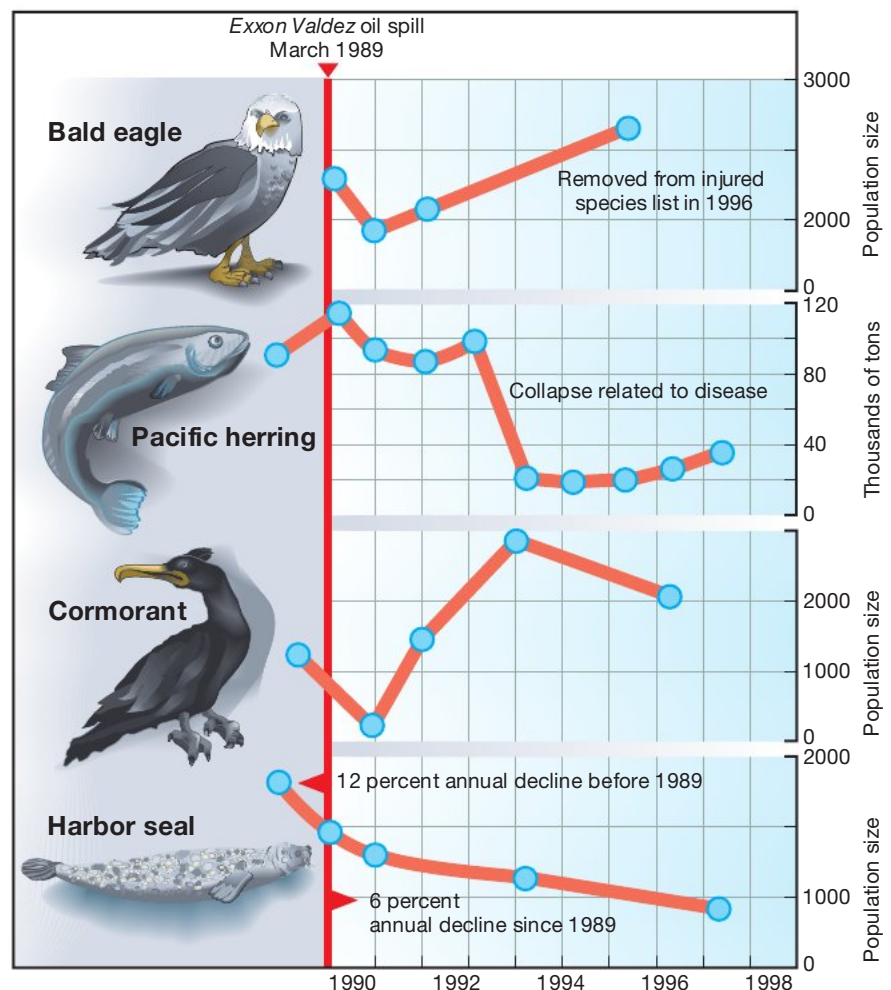 Exxon Valdez oil spill
March 1989
Bald eagle
Removed from injured
species list in 1996
3000
2000
0
Population size
Pacific herring
Collapse related to disease
120
80
40
0
Thousands of tons
Cormorant
2000
1000
0
Population size
Harbor seal
12 percent annual decline before 1989
6 percent
annual decline since 1989
2000
1000
0
Population size
1990 1992 1994 1996 1998